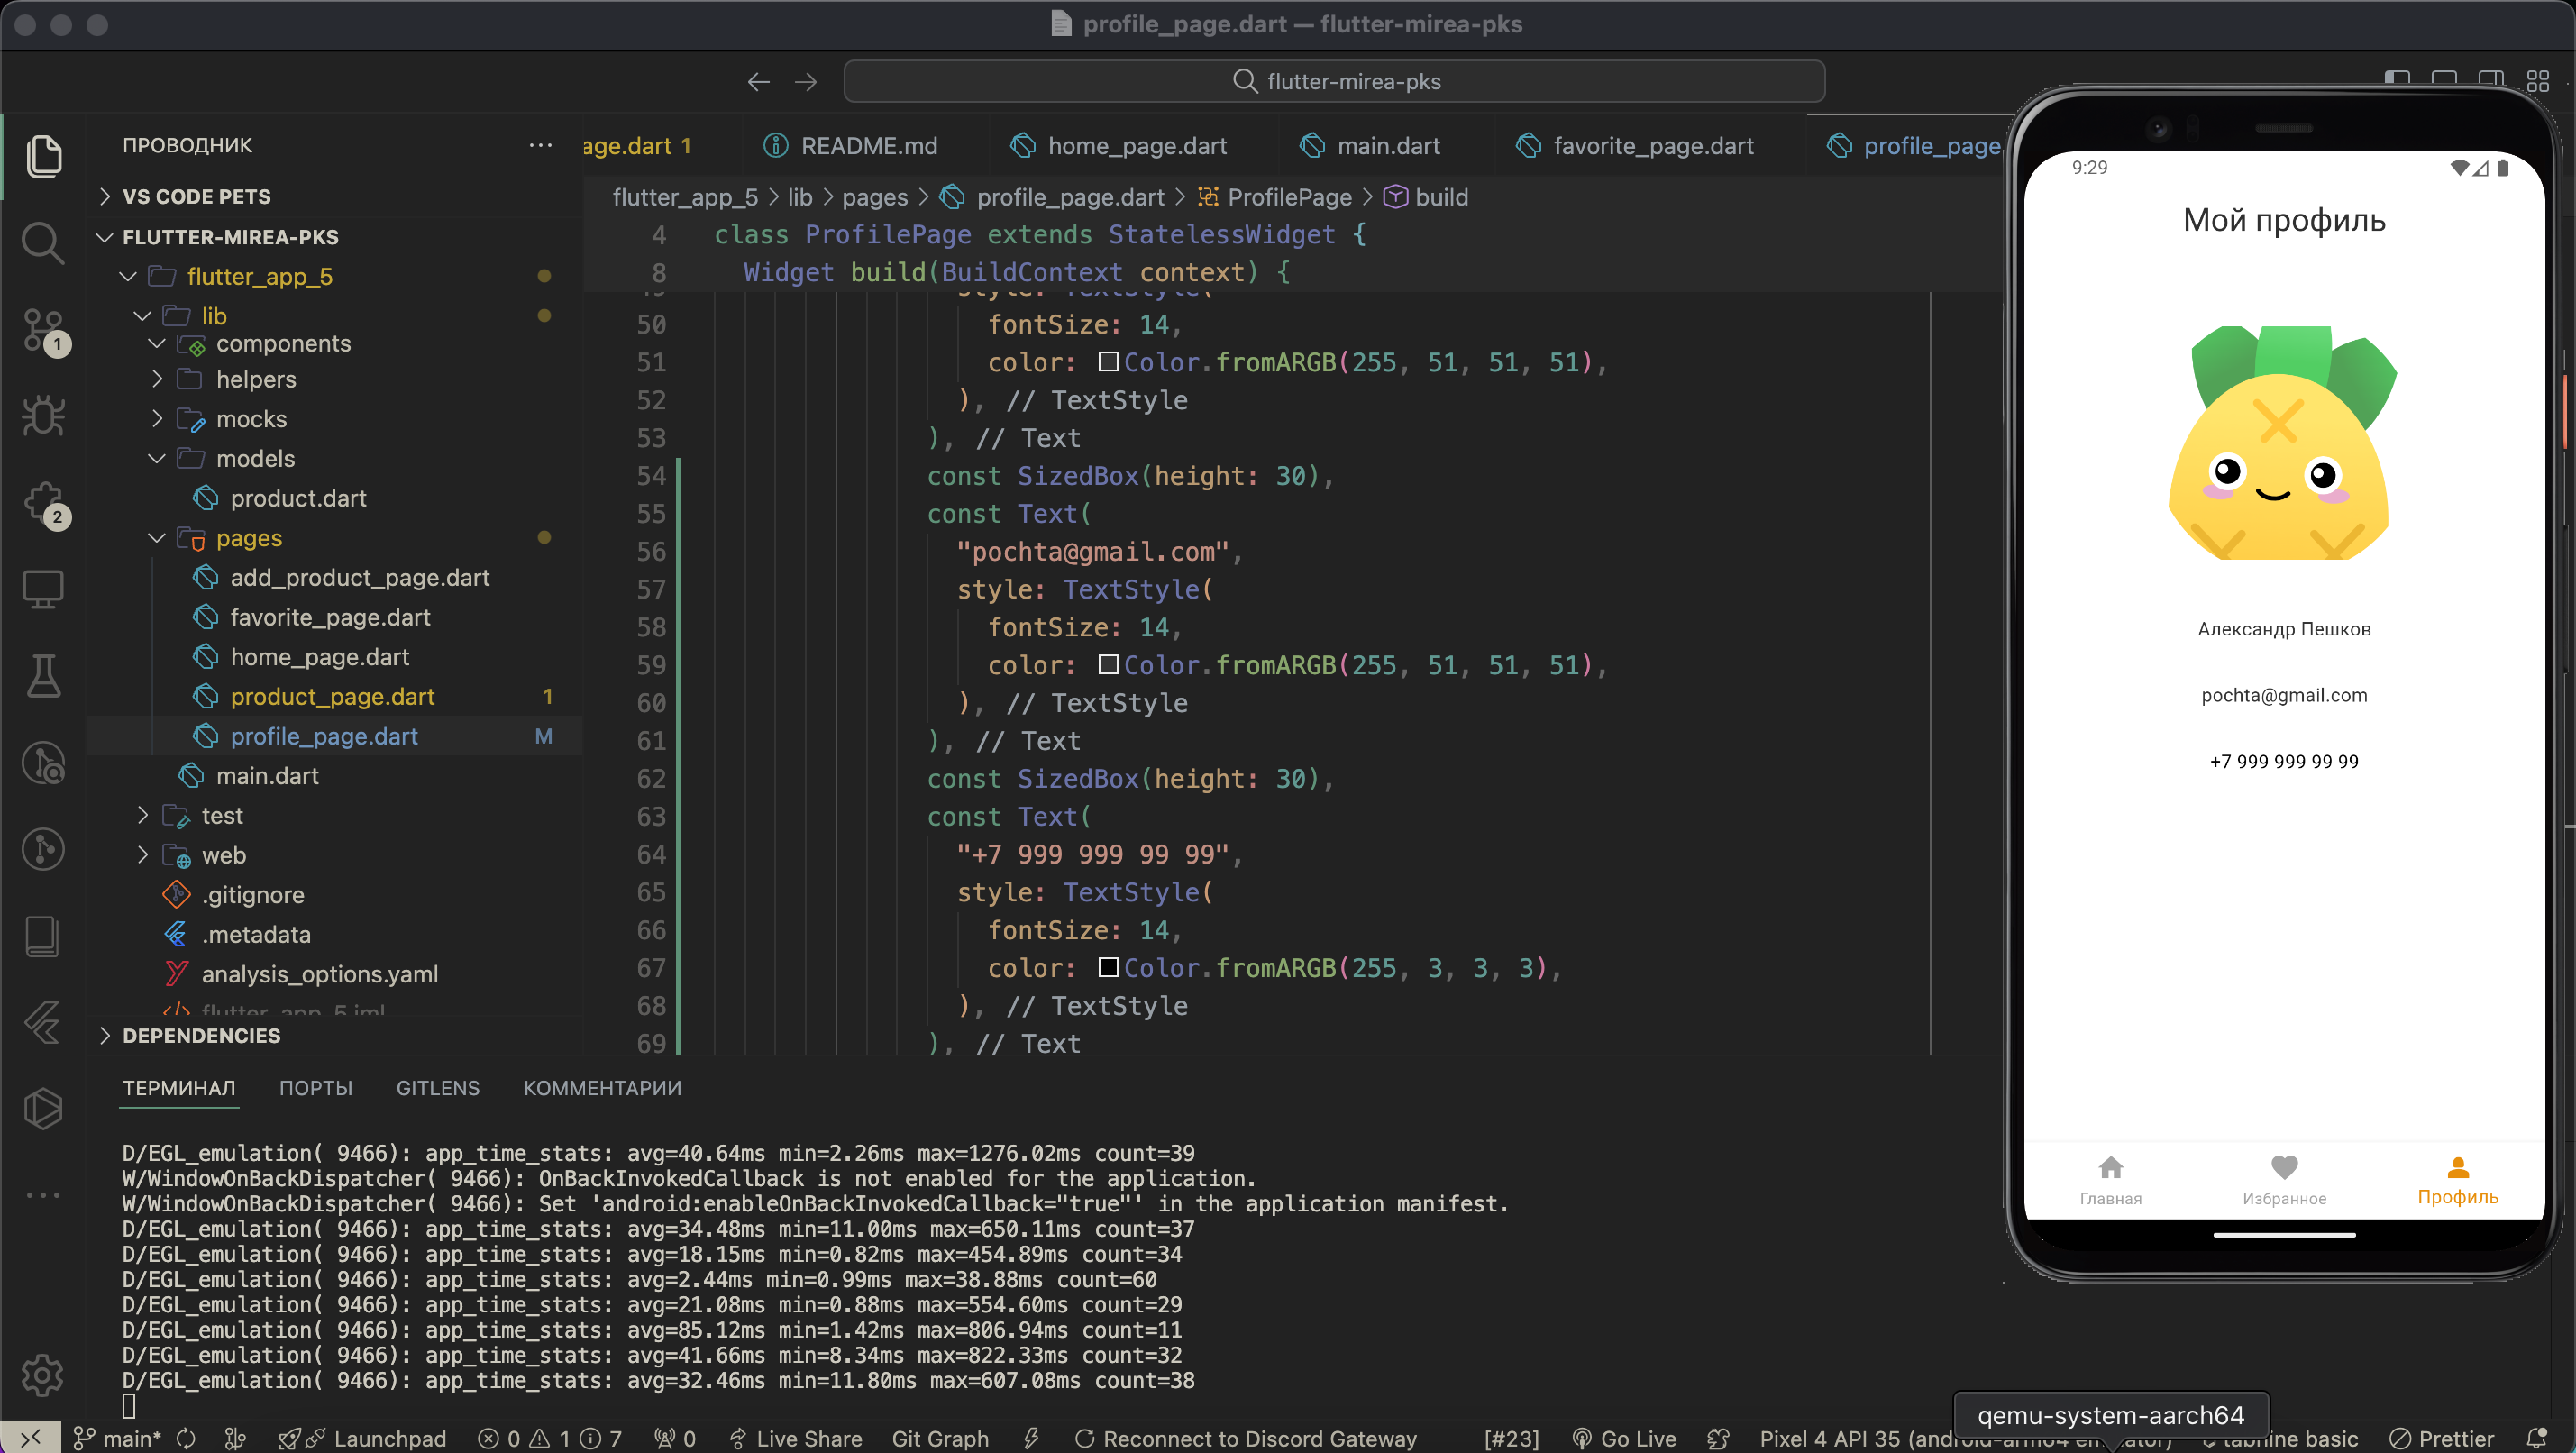 profile_page.dart — flutter-mirea-pks
flutter-mirea-pks
ПРОВОДНИК
VS CODE PETS
FLUTTER-MIREA-PKS
flutter_app_5
lib
components
helpers
mocks
models
product.dart
pages
add_product_page.dart
favorite_page.dart
home_page.dart
product_page.dart 1
profile_page.dart M
main.dart
test
web
.gitignore
.metadata
analysis_options.yaml
flutter_app_5.iml
DEPENDENCIES
1
2
age.dart 1
README.md
home_page.dart
main.dart
favorite_page.dart
profile_page
flutter_app_5 > lib > pages > profile_page.dart > ProfilePage > build
4 class ProfilePage extends StatelessWidget {
8 Widget build(BuildContext context) {
49 style: TextStyle(
50 fontSize: 14,
51 color: Color.fromARGB(255, 51, 51, 51),
52 ), // TextStyle
53 ), // Text
54 const SizedBox(height: 30),
55 const Text(
56 "pochta@gmail.com",
57 style: TextStyle(
58 fontSize: 14,
59 color: Color.fromARGB(255, 51, 51, 51),
60 ), // TextStyle
61 ), // Text
62 const SizedBox(height: 30),
63 const Text(
64 "+7 999 999 99 99",
65 style: TextStyle(
66 fontSize: 14,
67 color: Color.fromARGB(255, 3, 3, 3),
68 ), // TextStyle
69 ), // Text
ТЕРМИНАЛ ПОРТЫ GITLENS КОММЕНТАРИИ
D/EGL_emulation( 9466): app_time_stats: avg=40.64ms min=2.26ms max=1276.02ms count=39
W/WindowOnBackDispatcher( 9466): OnBackInvokedCallback is not enabled for the application.
W/WindowOnBackDispatcher( 9466): Set 'android:enableOnBackInvokedCallback="true"' in the application manifest.
D/EGL_emulation( 9466): app_time_stats: avg=34.48ms min=11.00ms max=650.11ms count=37
D/EGL_emulation( 9466): app_time_stats: avg=18.15ms min=0.82ms max=454.89ms count=34
D/EGL_emulation( 9466): app_time_stats: avg=2.44ms min=0.99ms max=38.88ms count=60
D/EGL_emulation( 9466): app_time_stats: avg=21.08ms min=0.88ms max=554.60ms count=29
D/EGL_emulation( 9466): app_time_stats: avg=85.12ms min=1.42ms max=806.94ms count=11
D/EGL_emulation( 9466): app_time_stats: avg=41.66ms min=8.34ms max=822.33ms count=32
D/EGL_emulation( 9466): app_time_stats: avg=32.46ms min=11.80ms max=607.08ms count=38
9:29
Мой профиль
Александр Пешков
pochta@gmail.com
+7 999 999 99 99
Главная
Избранное
Профиль
qemu-system-aarch64
main* Launchpad 0 1 7 0 Live Share Git Graph Reconnect to Discord Gateway [#23] Go Live Pixel 4 API 35 (android-arm64 emulator) tabnine basic Prettier